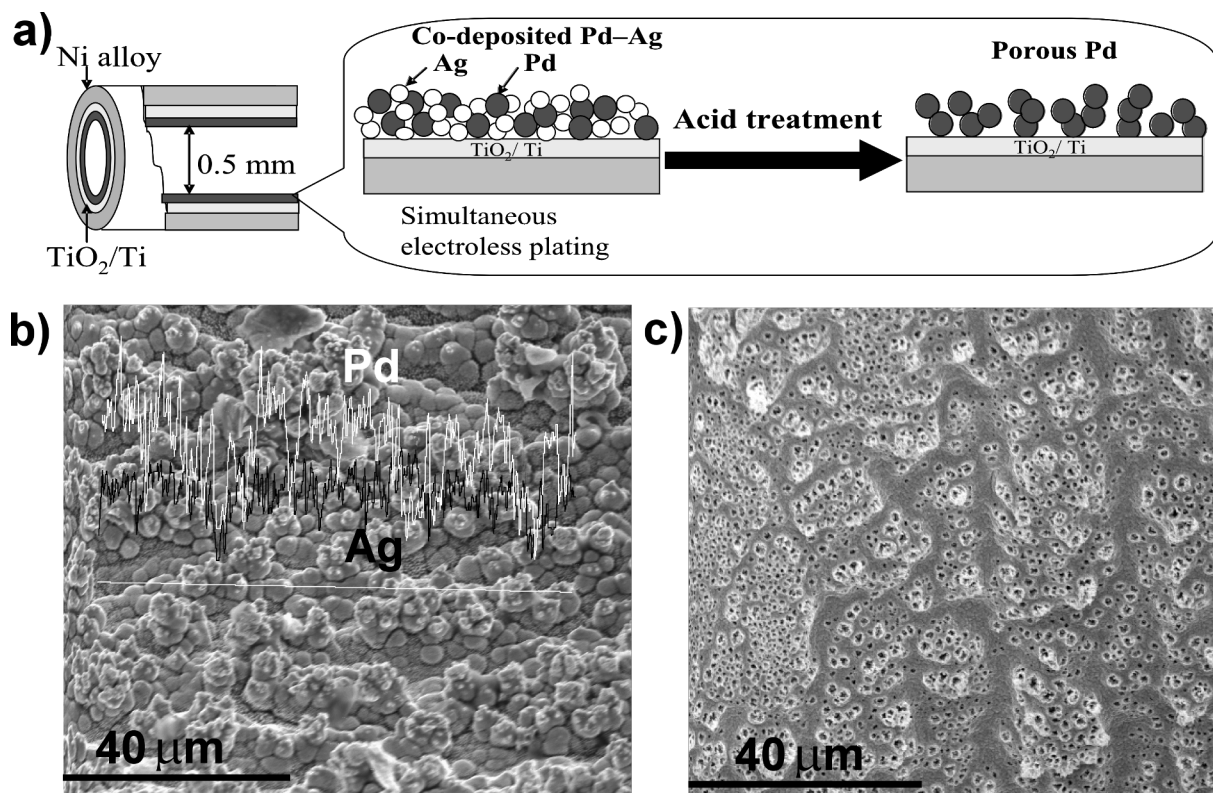 a)
Ni alloy
0.5 mm
TiO₂/Ti
Co-deposited Pd–Ag
Ag
Pd
TiO₂/ Ti
Simultaneous
electroless plating
Acid treatment
Porous Pd
TiO₂/ Ti
b)
Pd
Ag
40 μm
c)
40 μm